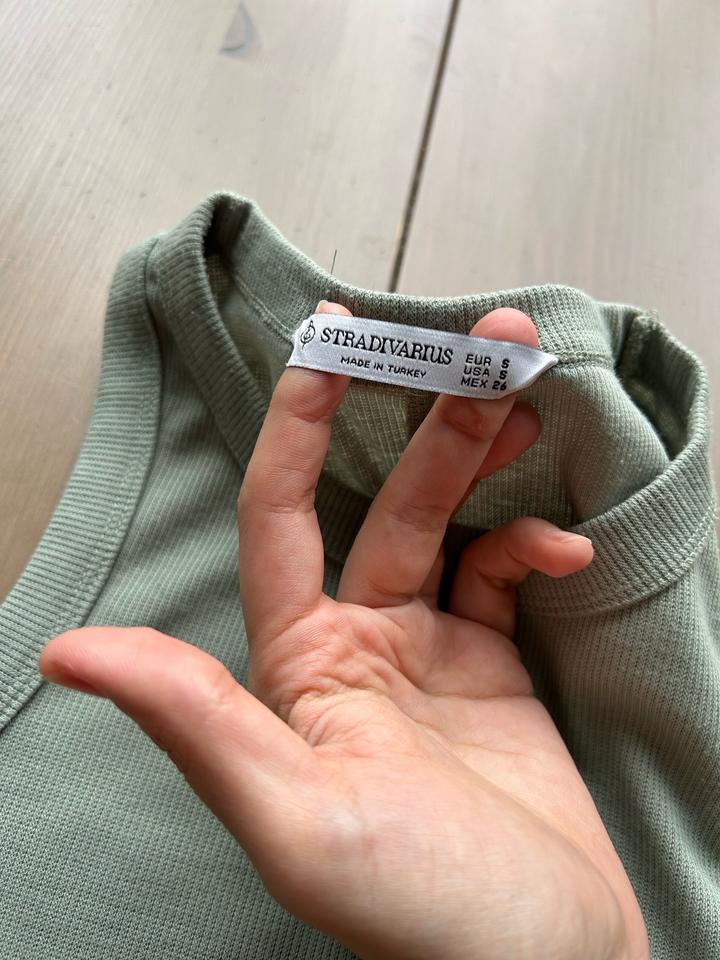 STRADIVARIUS
MADE IN TURKEY
EUR S
USA S
MEX 26